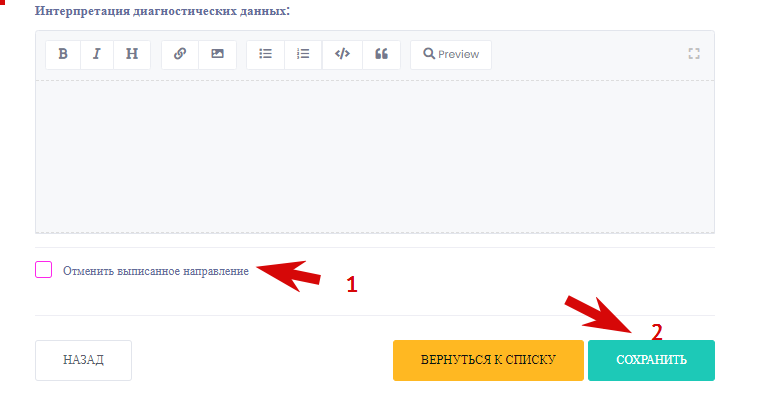 Интерпретация диагностических данных:
B I H Preview
Отменить выписанное направление
1
2
НАЗАД ВЕРНУТЬСЯ К СПИСКУ СОХРАНИТЬ